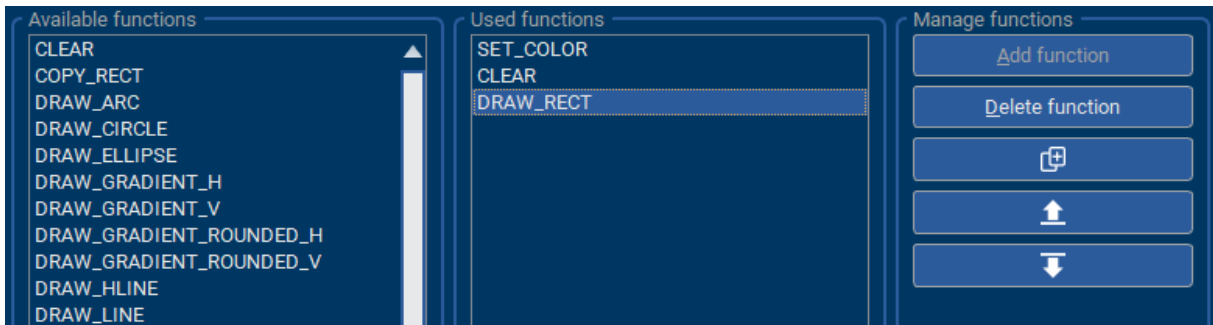 Available functions
CLEAR
COPY_RECT
DRAW_ARC
DRAW_CIRCLE
DRAW_ELLIPSE
DRAW_GRADIENT_H
DRAW_GRADIENT_V
DRAW_GRADIENT_ROUNDED_H
DRAW_GRADIENT_ROUNDED_V
DRAW_HLINE
DRAW_LINE
Used functions
SET_COLOR
CLEAR
DRAW_RECT
Manage functions
Add function
Delete function